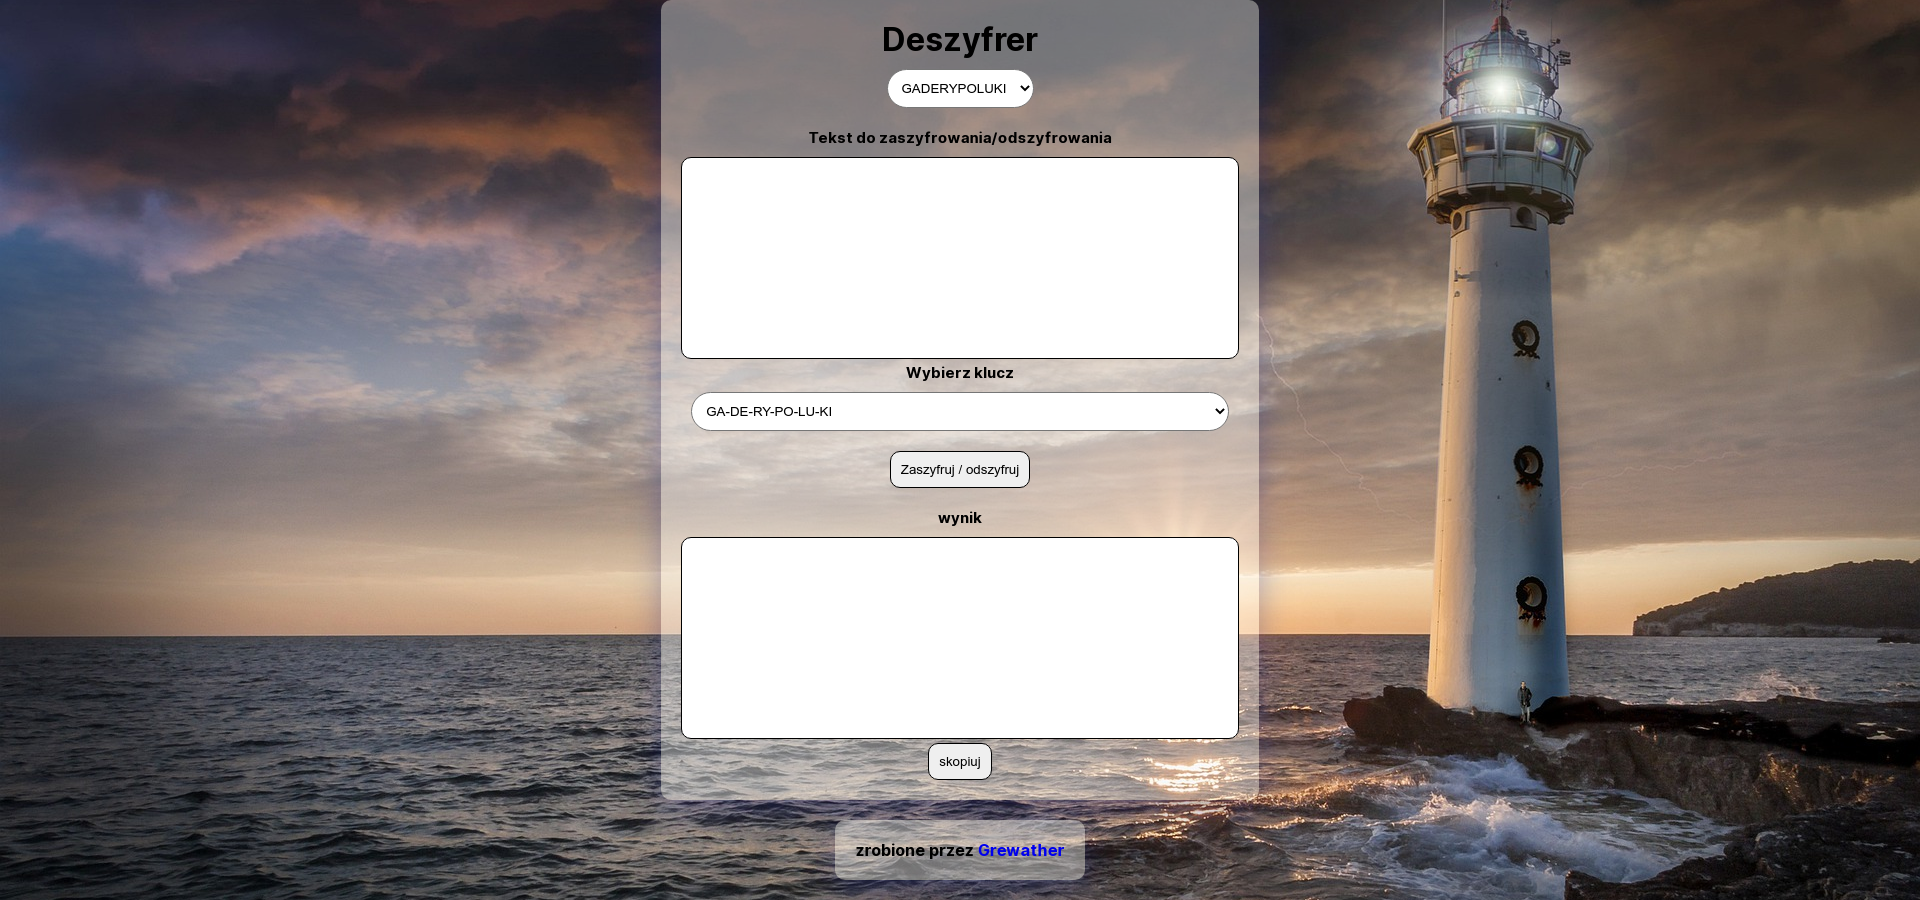 Deszyfrer
GADERYPOLUKI
Tekst do zaszyfrowania/odszyfrowania
Wybierz klucz
GA-DE-RY-PO-LU-KI
Zaszyfruj / odszyfruj
wynik
skopiuj
zrobione przez Grewather